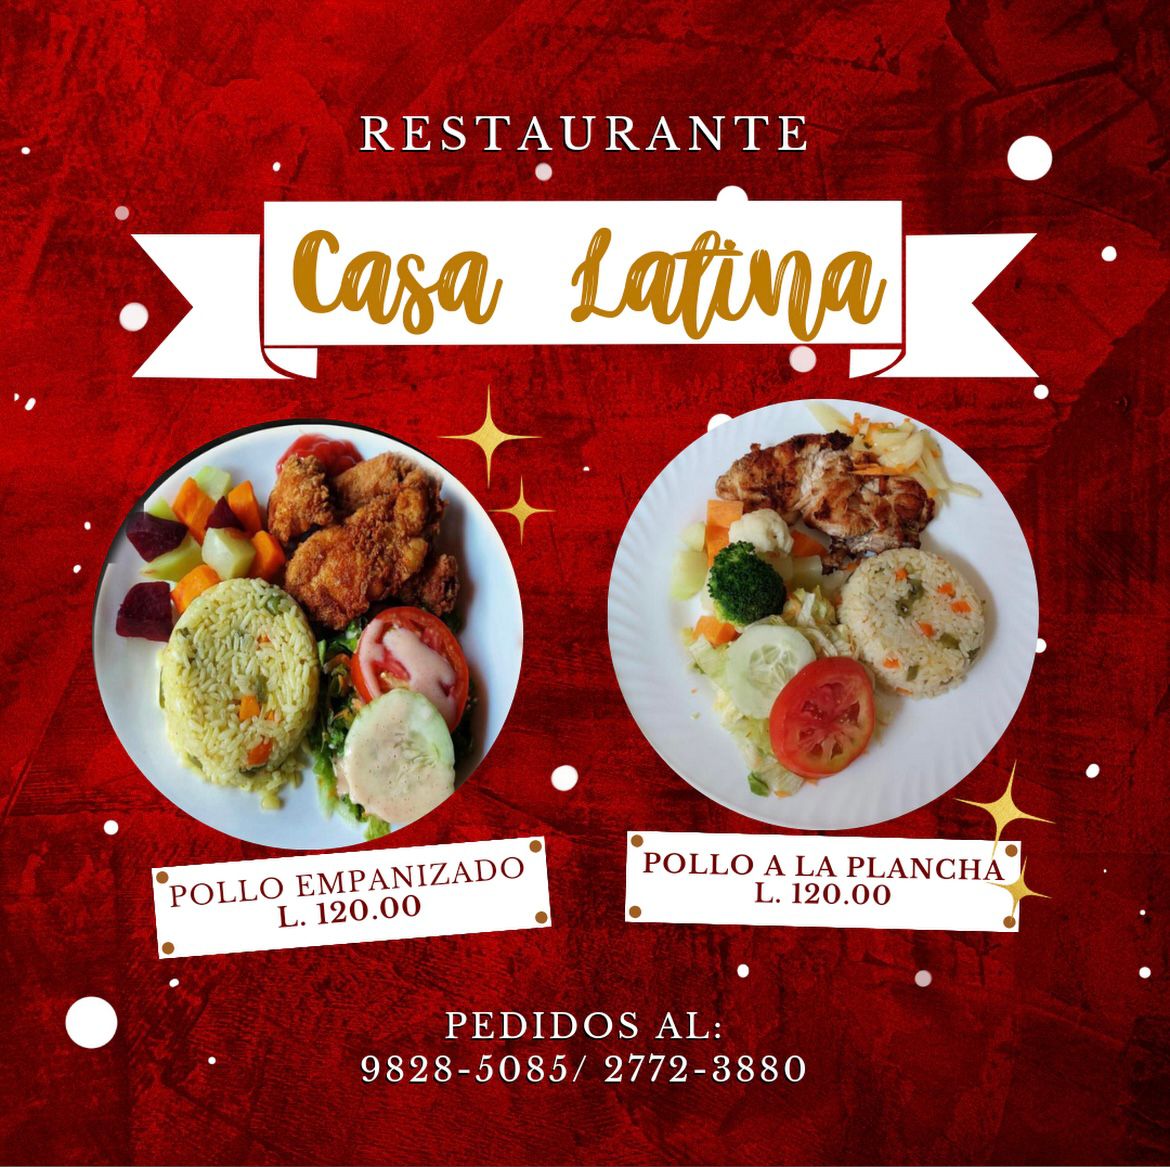 RESTAURANTE
Casa Latina
POLLO EMPANIZADO
L. 120.00
POLLO A LA PLANCHA
L. 120.00
PEDIDOS AL:
9828-5085/ 2772-3880